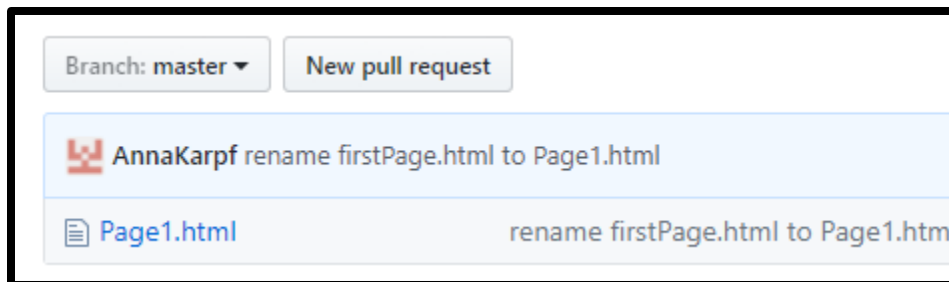 Branch: master New pull request
AnnaKarpf rename firstPage.html to Page1.html
Page1.html rename firstPage.html to Page1.htm